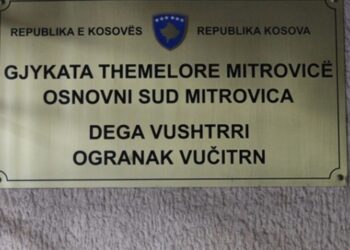 REPUBLIKA E KOSOVËS REPUBLIKA KOSOVA
GJYKATA THEMELORE MITROVICË
OSNOVNI SUD MITROVICA
DEGA VUSHTRRI
OGRANAK VUČITRN